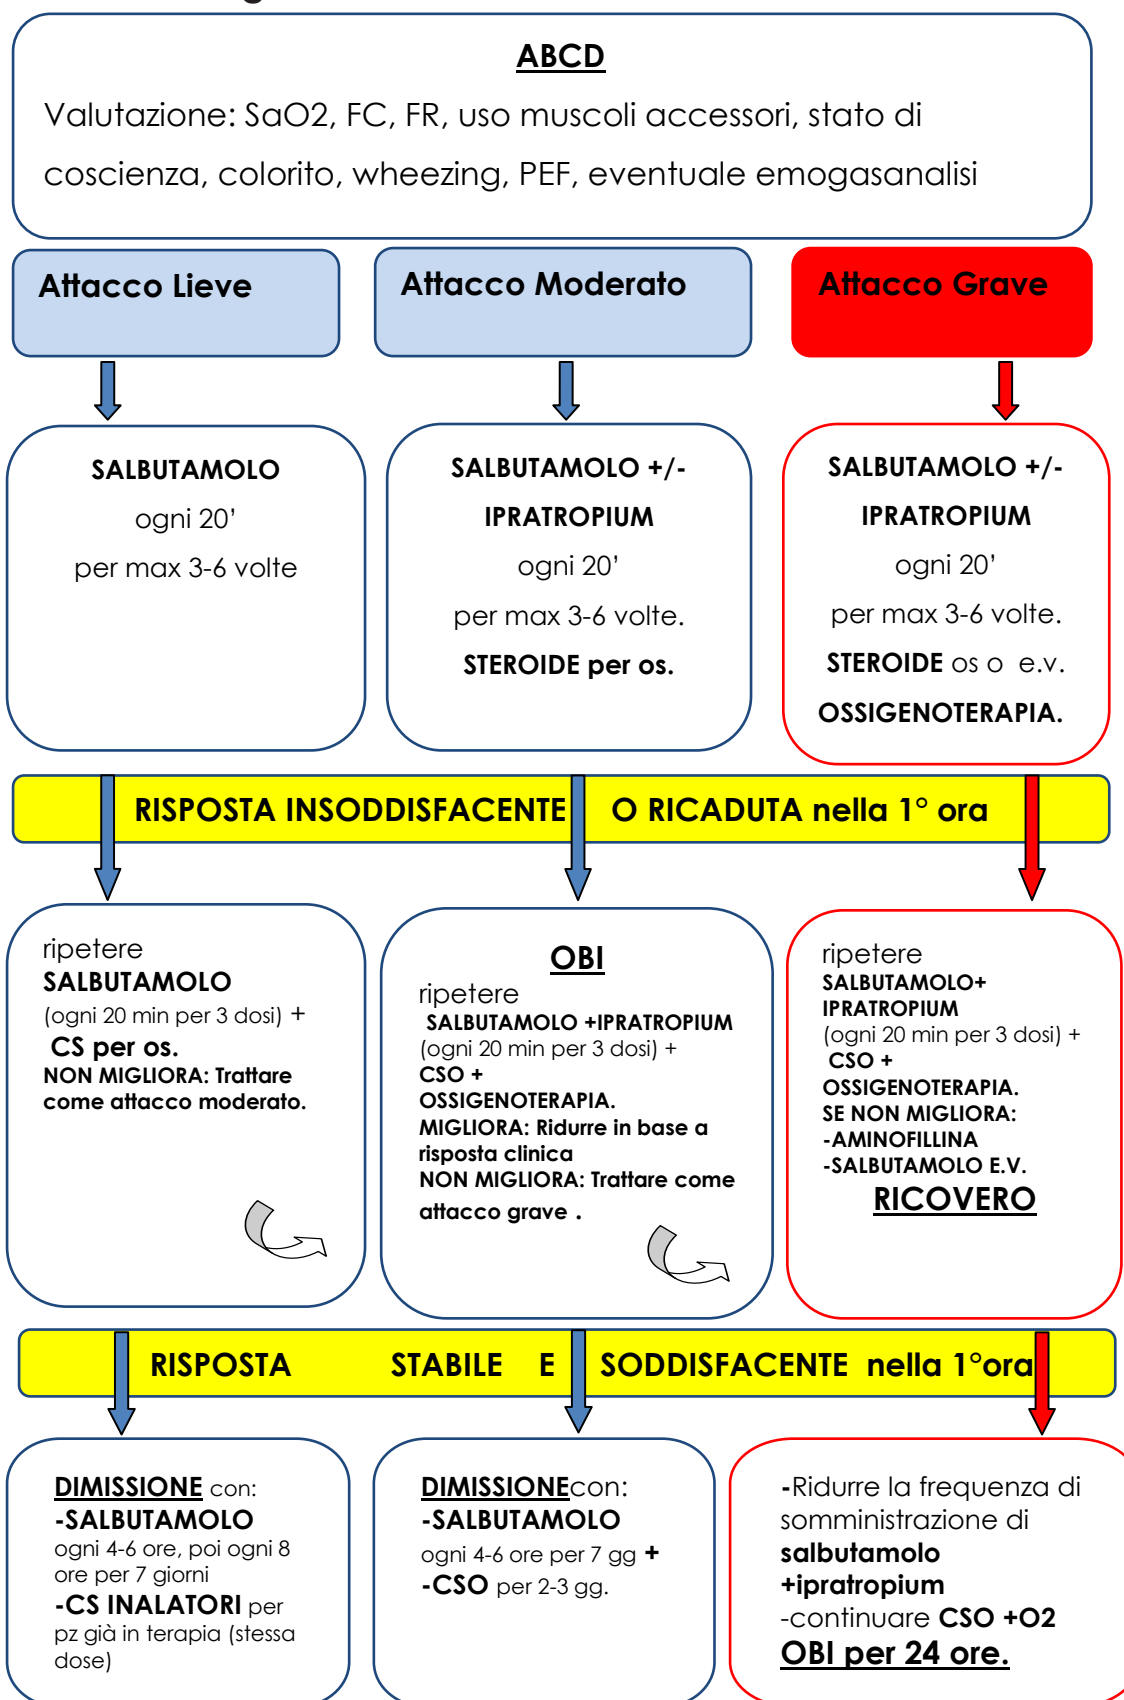 ABCD
Valutazione: SaO2, FC, FR, uso muscoli accessori, stato di
coscienza, colorito, wheezing, PEF, eventuale emogasanalisi
Attacco Lieve
Attacco Moderato
Attacco Grave
SALBUTAMOLO
ogni 20'
per max 3-6 volte
SALBUTAMOLO +/-
IPRATROPIUM
ogni 20'
per max 3-6 volte.
STEROIDE per os.
SALBUTAMOLO +/-
IPRATROPIUM
ogni 20'
per max 3-6 volte.
STEROIDE os o e.v.
OSSIGENOTERAPIA.
RISPOSTA INSODDISFACENTE O RICADUTA nella 1° ora
ripetere
SALBUTAMOLO
(ogni 20 min per 3 dosi) +
CS per os.
NON MIGLIORA: Trattare
come attacco moderato.
OBI
ripetere
SALBUTAMOLO +IPRATROPIUM
(ogni 20 min per 3 dosi) +
CSO +
OSSIGENOTERAPIA.
MIGLIORA: Ridurre in base a
risposta clinica
NON MIGLIORA: Trattare come
attacco grave .
ripetere
SALBUTAMOLO+
IPRATROPIUM
(ogni 20 min per 3 dosi) +
CSO +
OSSIGENOTERAPIA.
SE NON MIGLIORA:
-AMINOFILLINA
-SALBUTAMOLO E.V.
RICOVERO
RISPOSTA STABILE E SODDISFACENTE nella 1°ora
DIMISSIONE con:
-SALBUTAMOLO
ogni 4-6 ore, poi ogni 8
ore per 7 giorni
-CS INALATORI per
pz già in terapia (stessa
dose)
DIMISSIONEcon:
-SALBUTAMOLO
ogni 4-6 ore per 7 gg +
-CSO per 2-3 gg.
-Ridurre la frequenza di
somministrazione di
salbutamolo
+ipratropium
-continuare CSO +O2
OBI per 24 ore.